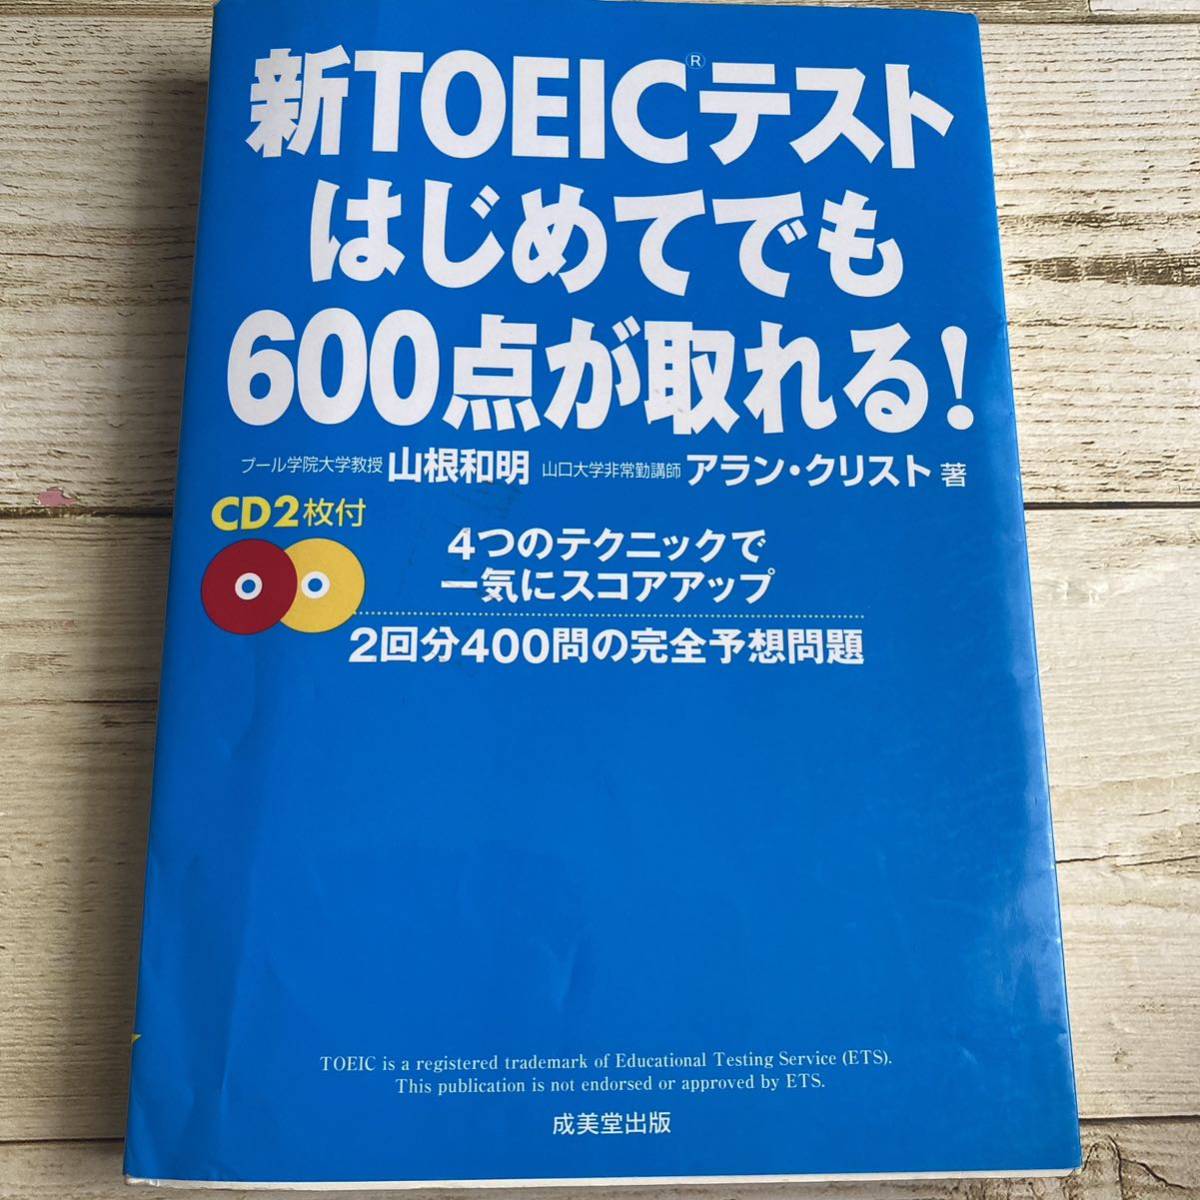 新TOEIC®テスト
はじめてでも
600点が取れる!
プール学院大学教授 山根和明 山口大学非常勤講師 アラン・クリスト 著
CD2枚付
4つのテクニックで
一気にスコアアップ
2回分400問の完全予想問題
TOEIC is a registered trademark of Educational Testing Service (ETS).
This publication is not endorsed or approved by ETS.
成美堂出版